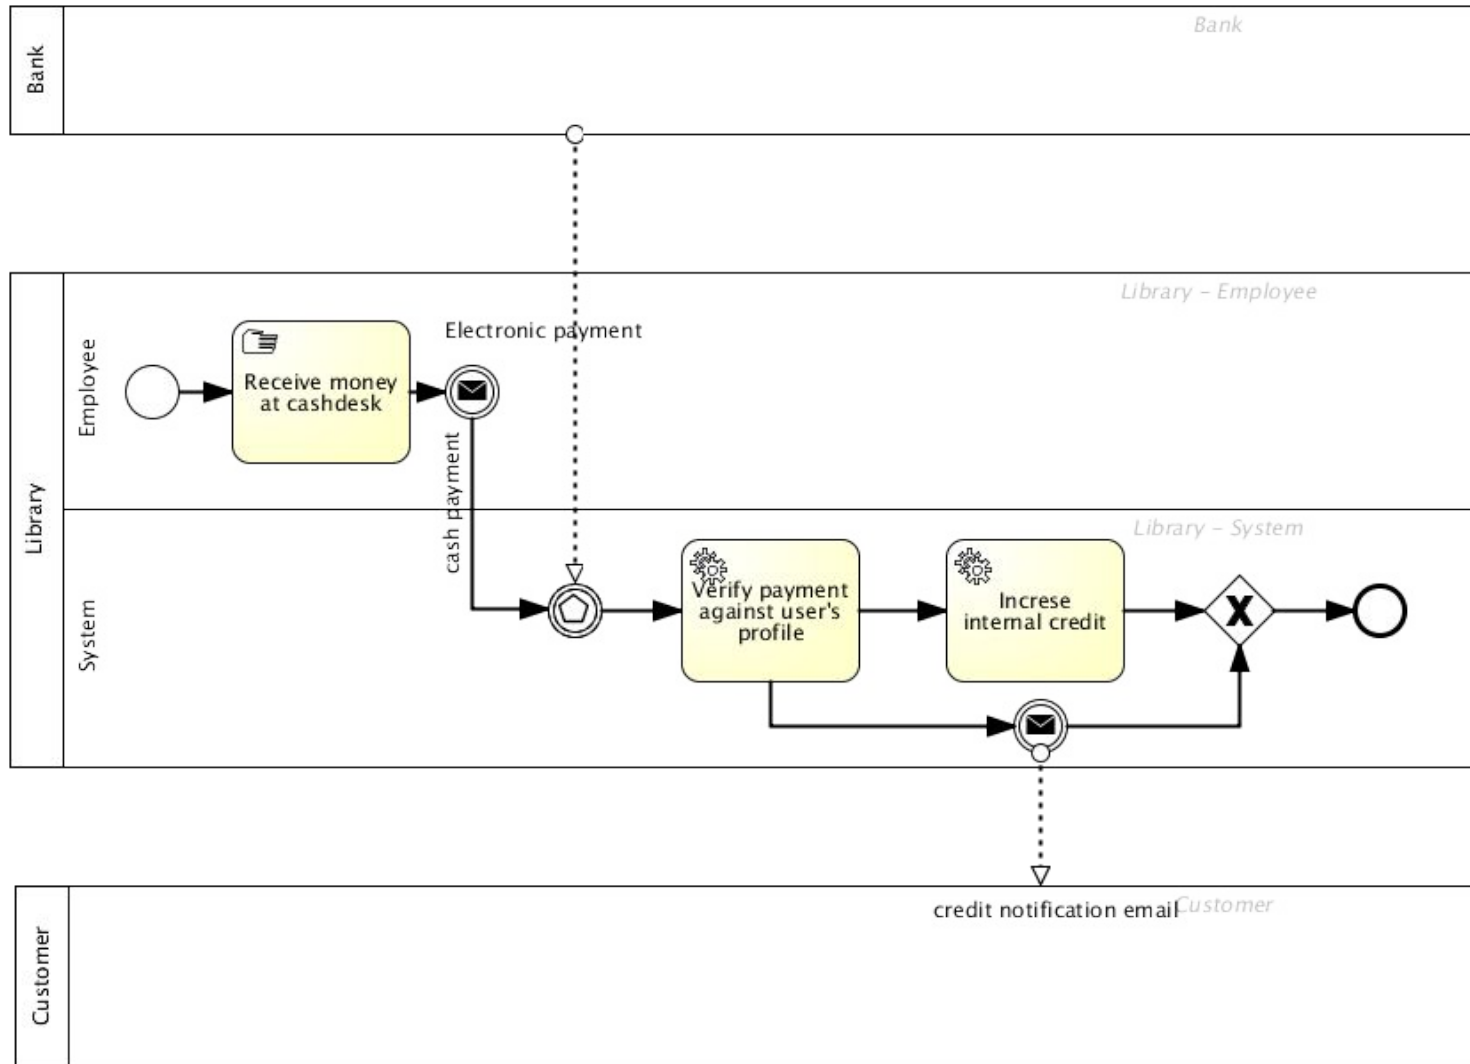 Bank
Bank
Library
Library – Employee
Employee
Receive money
at cashdesk
Electronic payment
cash payment
Library – System
System
Verify payment
against user's
profile
Increse
internal credit
credit notification email
Customer
Customer